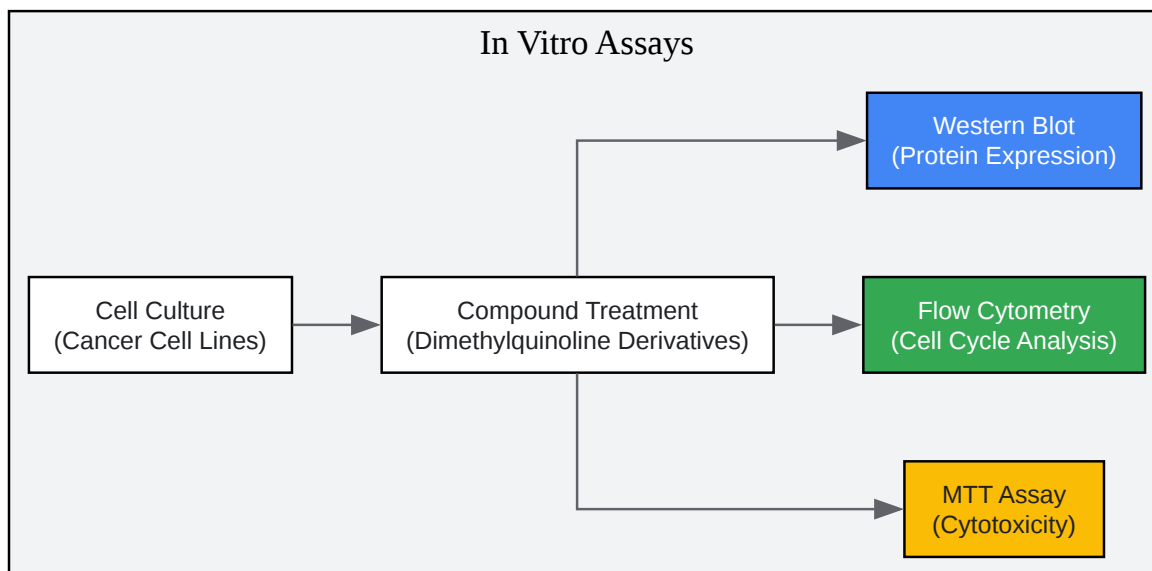 In Vitro Assays
Western Blot
(Protein Expression)
Cell Culture
(Cancer Cell Lines)
Compound Treatment
(Dimethylquinoline Derivatives)
Flow Cytometry
(Cell Cycle Analysis)
MTT Assay
(Cytotoxicity)